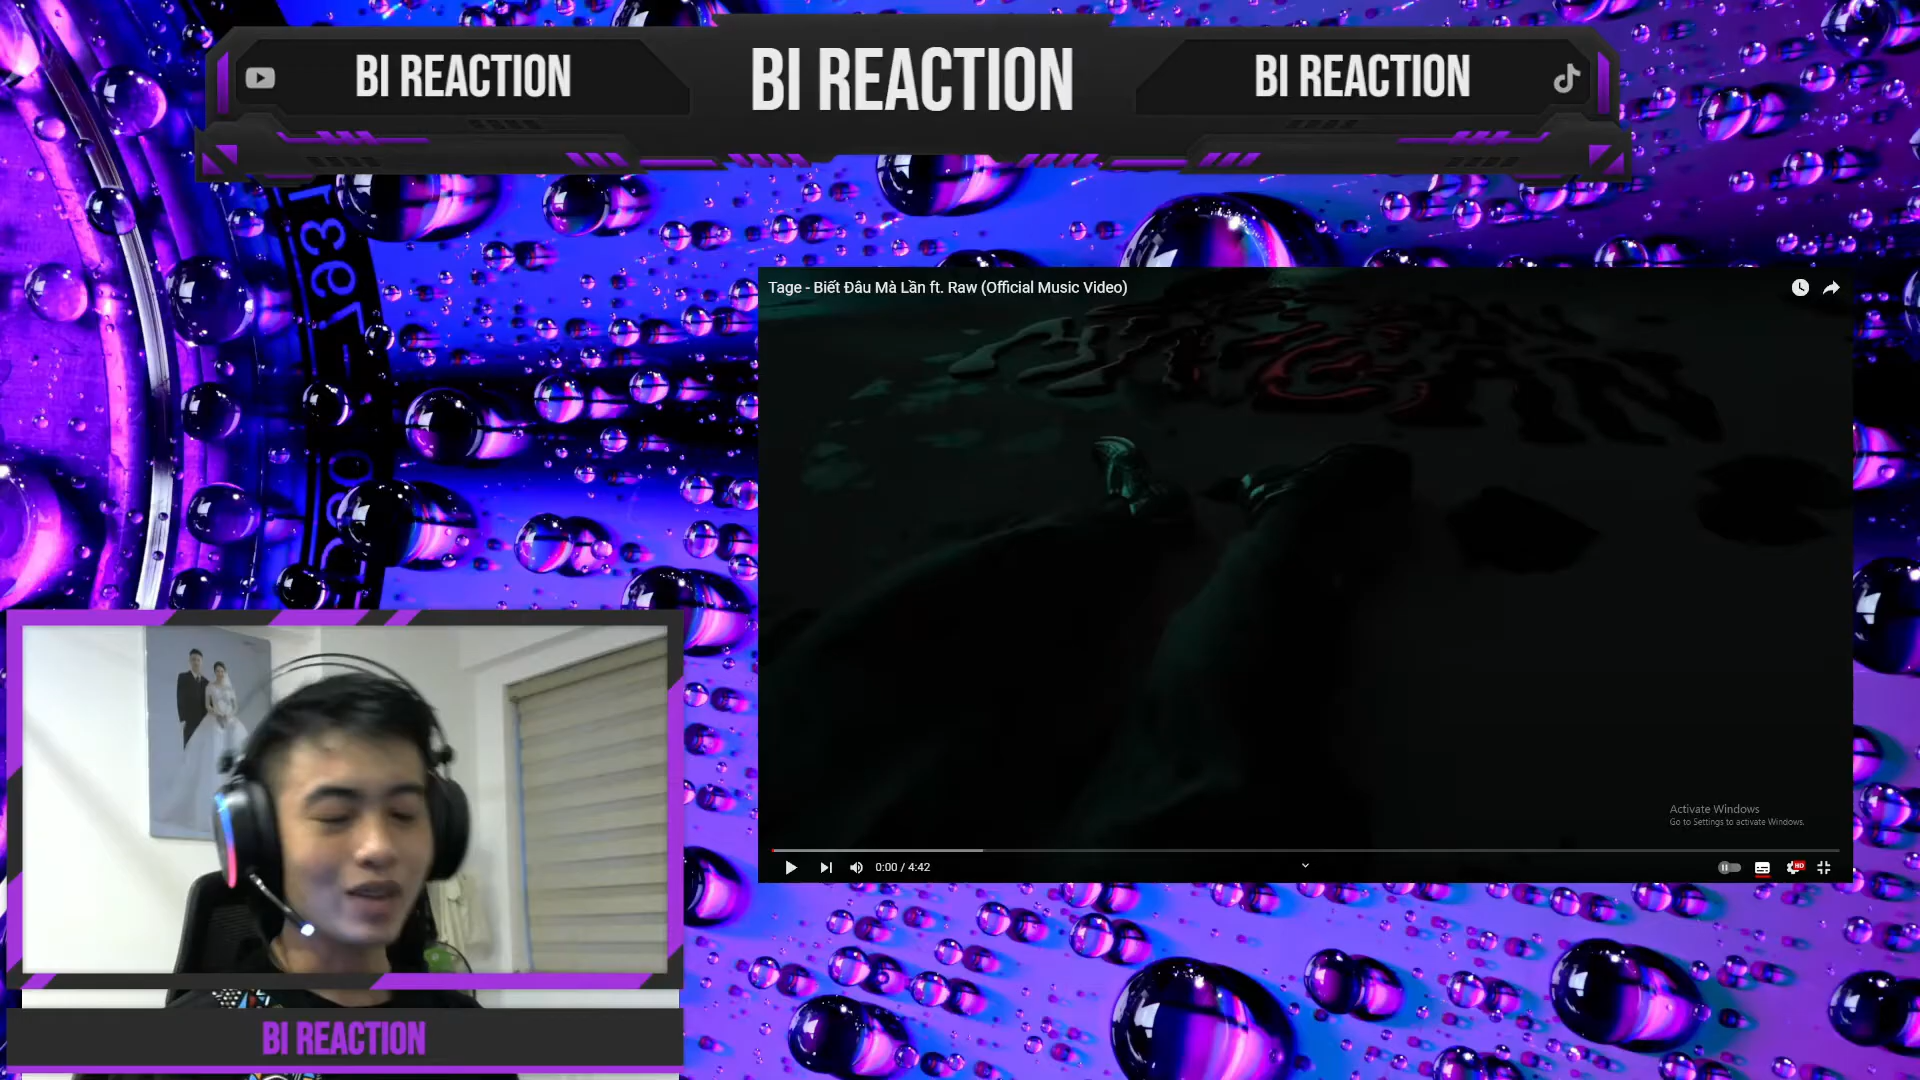 BI REACTION
BI REACTION
BI REACTION
Tage - Biết Đâu Mà Lần ft. Raw (Official Music Video)
Activate Windows
Go to Settings to activate Windows.
0:00 / 4:42
HD
BI REACTION